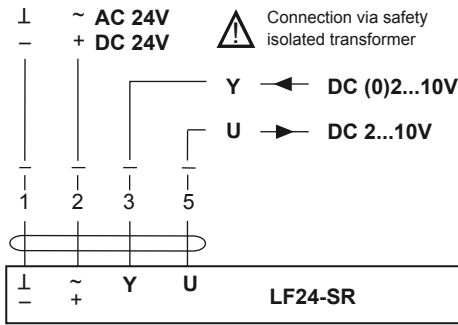 ⊥ ~ AC 24V
– + DC 24V
Connection via safety
isolated transformer
Y DC (0)2...10V
U DC 2...10V
1 2 3 5
⊥ ~ Y U
– +
LF24-SR